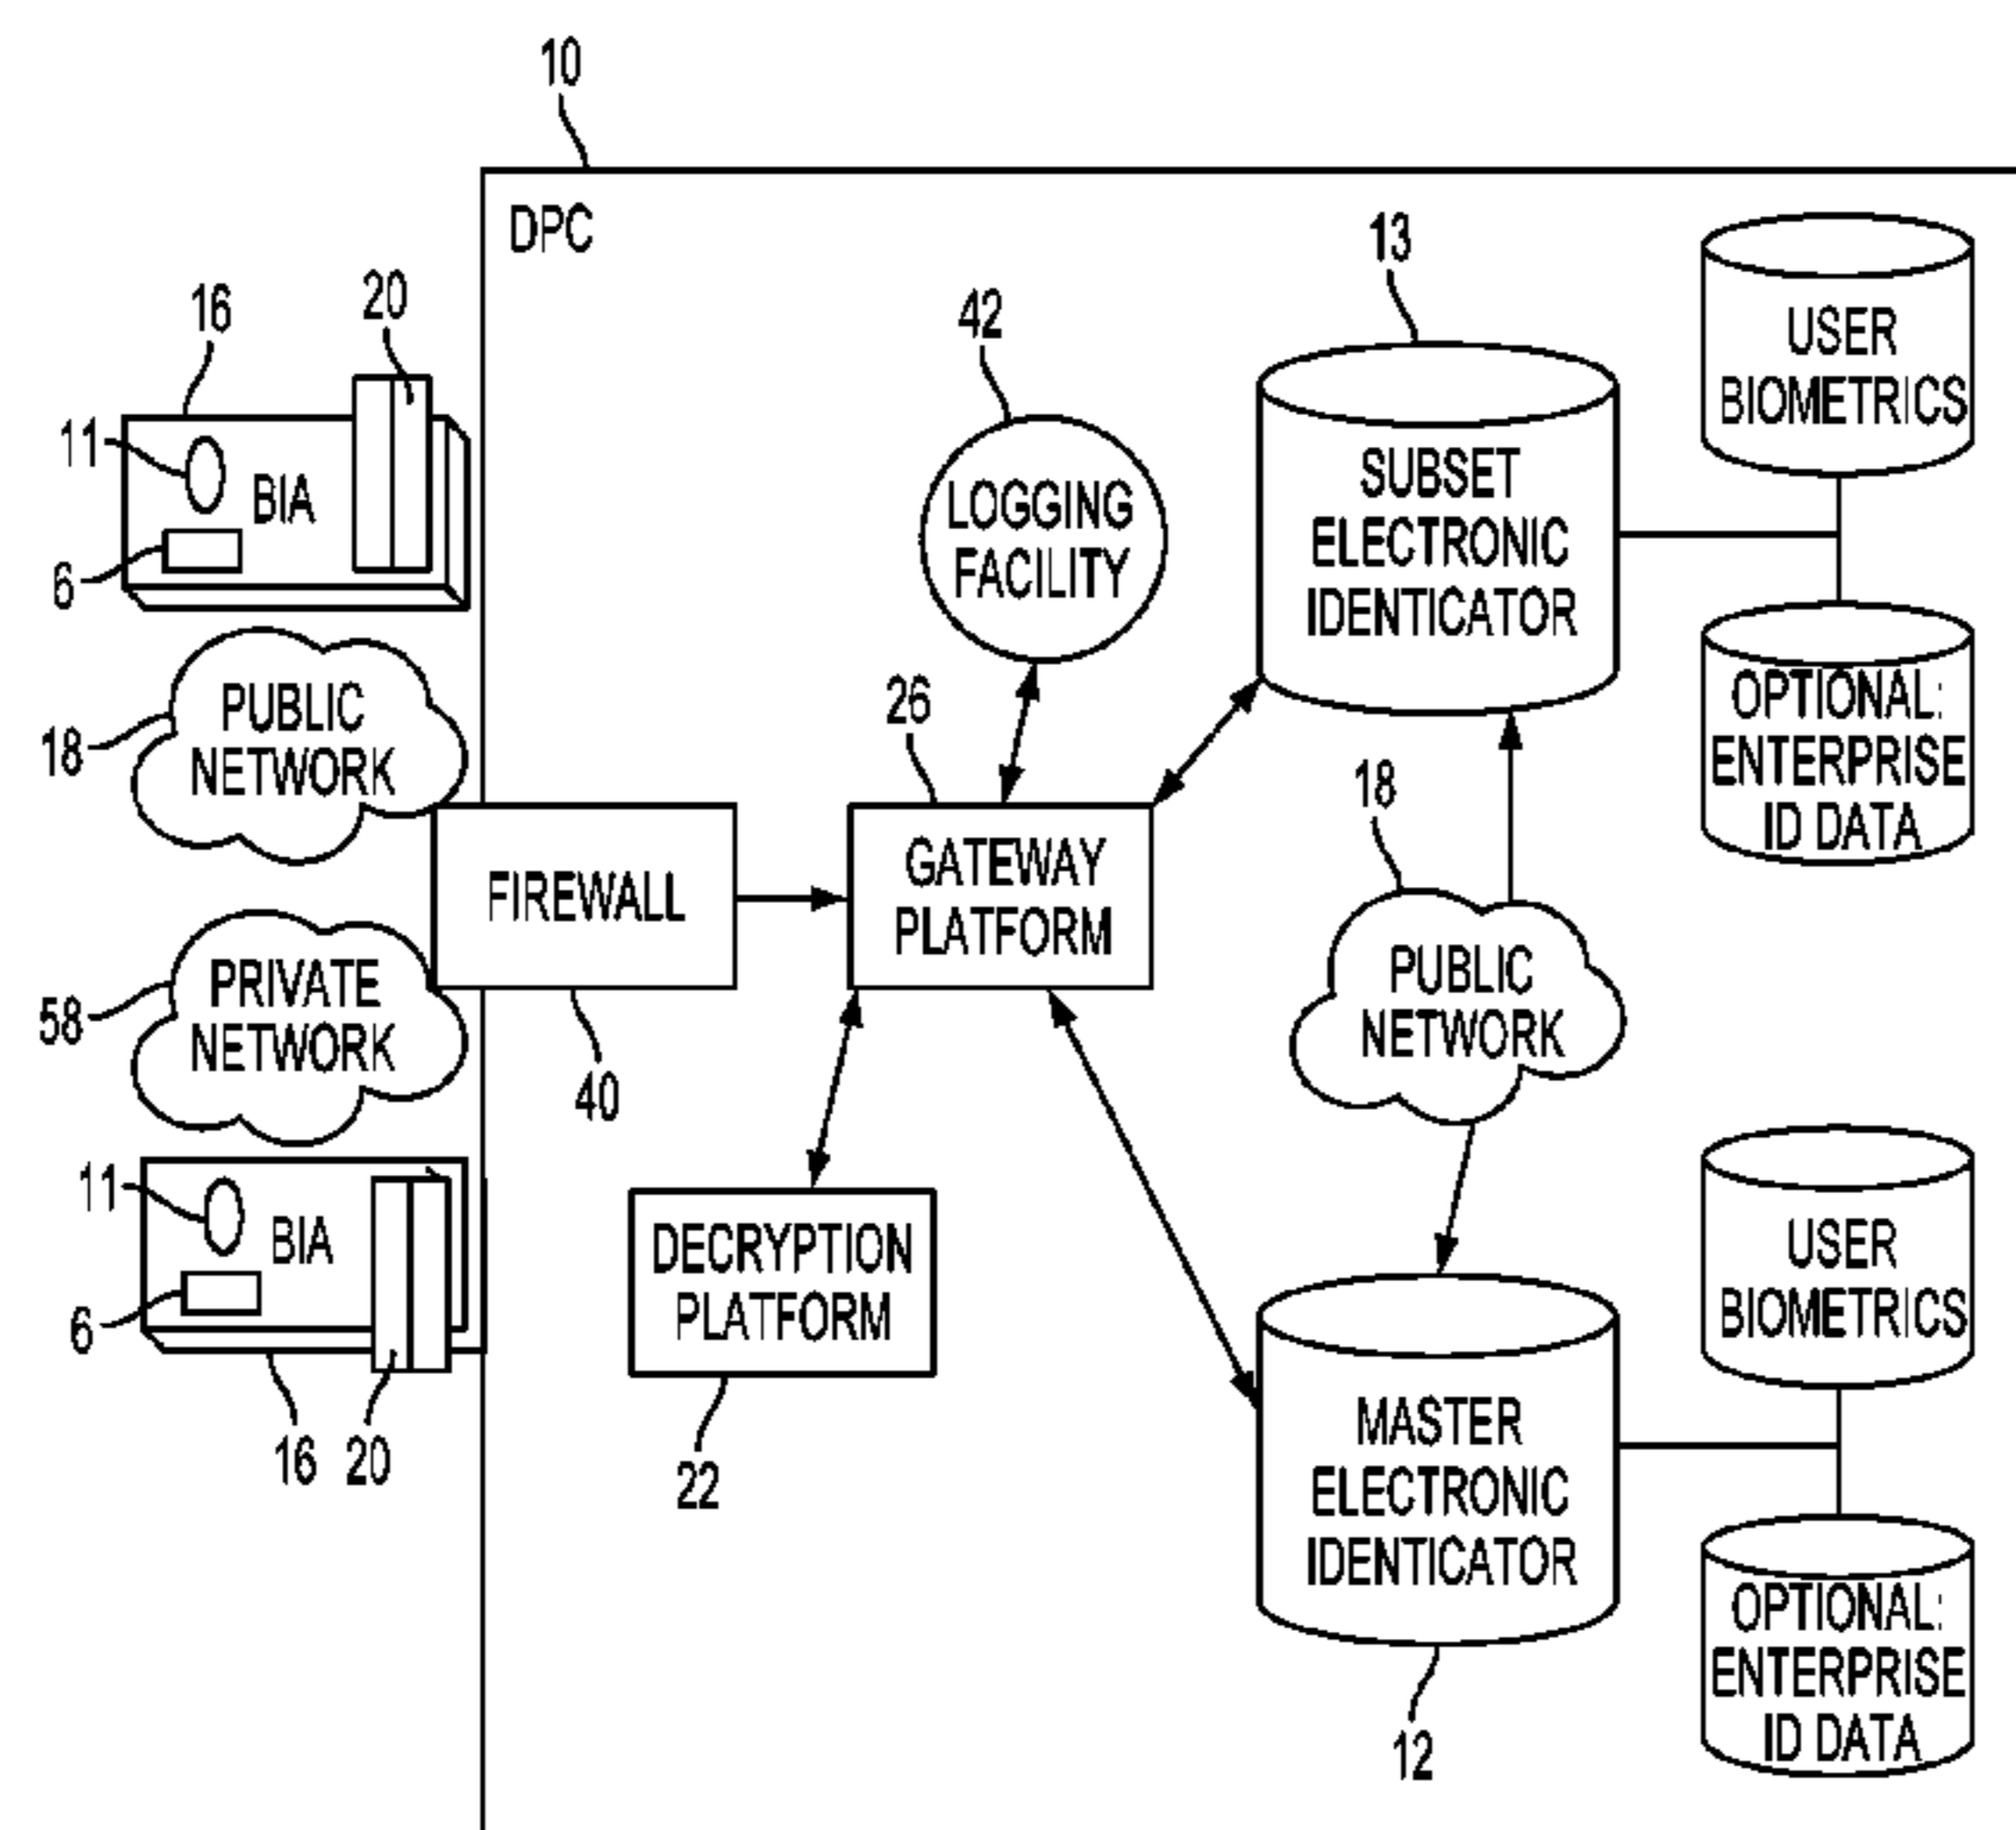 10
DPC
13
USER
BIOMETRICS
16
20
42
11
BIA
6
LOGGING
FACILITY
SUBSET
ELECTRONIC
IDENTICATOR
PUBLIC
NETWORK
18
26
OPTIONAL:
ENTERPRISE
ID DATA
FIREWALL
40
GATEWAY
PLATFORM
18
PUBLIC
NETWORK
PRIVATE
NETWORK
58
11
BIA
6
16
20
DECRYPTION
PLATFORM
22
USER
BIOMETRICS
MASTER
ELECTRONIC
IDENTICATOR
12
OPTIONAL:
ENTERPRISE
ID DATA